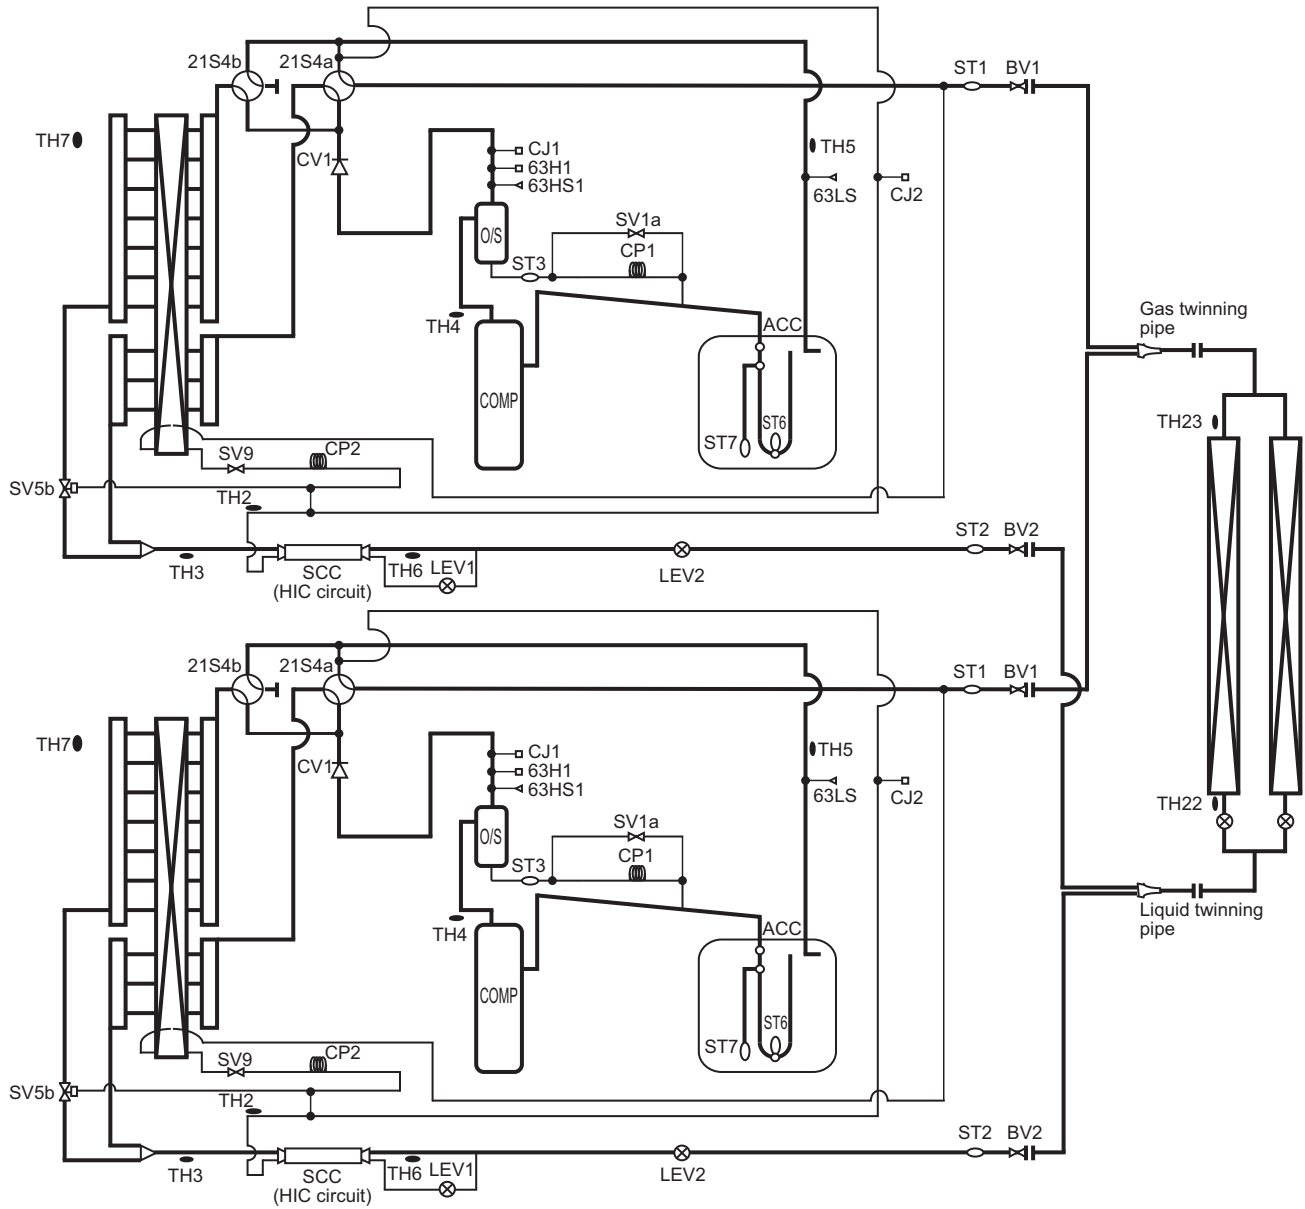 21S4b
21S4a
ST1
BV1
TH7
CV1
CJ1
63H1
63HS1
TH5
63LS
CJ2
O/S
SV1a
CP1
ST3
TH4
ACC
COMP
ST6
ST7
Gas twinning
pipe
TH23
SV9
CP2
SV5b
TH2
TH3
SCC
(HIC circuit)
TH6
LEV1
LEV2
ST2
BV2
21S4b
21S4a
ST1
BV1
TH7
CV1
CJ1
63H1
63HS1
TH5
63LS
CJ2
TH22
O/S
SV1a
CP1
ST3
TH4
ACC
COMP
ST6
ST7
Liquid twinning
pipe
SV9
CP2
SV5b
TH2
TH3
SCC
(HIC circuit)
TH6
LEV1
LEV2
ST2
BV2